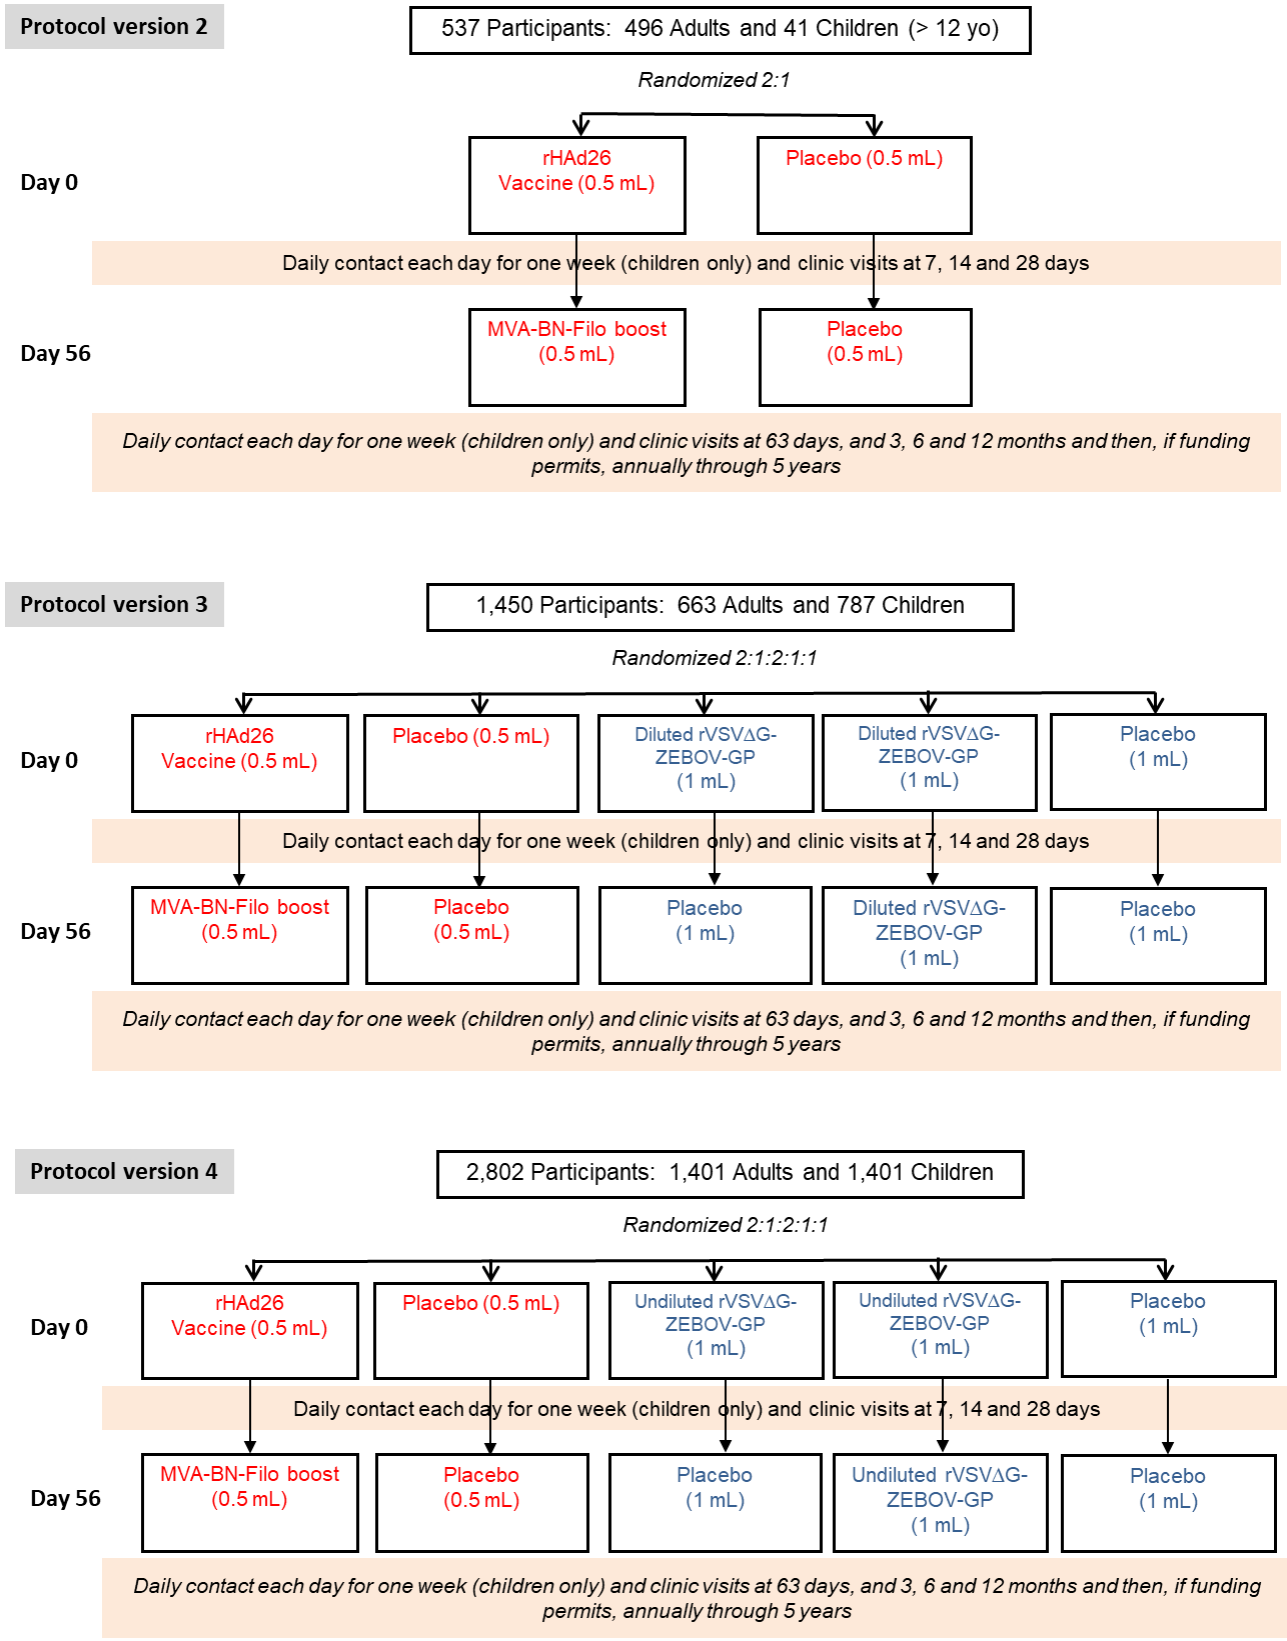 Protocol version 2
537 Participants: 496 Adults and 41 Children (> 12 yo)
Randomized 2:1
Day 0
rHAd26
Vaccine (0.5 mL)
Placebo (0.5 mL)
Daily contact each day for one week (children only) and clinic visits at 7, 14 and 28 days
Day 56
MVA-BN-Filo boost
(0.5 mL)
Placebo
(0.5 mL)
Daily contact each day for one week (children only) and clinic visits at 63 days, and 3, 6 and 12 months and then, if funding
permits, annually through 5 years
Protocol version 3
1,450 Participants: 663 Adults and 787 Children
Randomized 2:1:2:1:1
Day 0
rHAd26
Vaccine (0.5 mL)
Placebo (0.5 mL)
Diluted rVSV∆G-
ZEBOV-GP
(1 mL)
Diluted rVSV∆G-
ZEBOV-GP
(1 mL)
Placebo
(1 mL)
Daily contact each day for one week (children only) and clinic visits at 7, 14 and 28 days
Day 56
MVA-BN-Filo boost
(0.5 mL)
Placebo
(0.5 mL)
Placebo
(1 mL)
Diluted rVSV∆G-
ZEBOV-GP
(1 mL)
Placebo
(1 mL)
Daily contact each day for one week (children only) and clinic visits at 63 days, and 3, 6 and 12 months and then, if funding
permits, annually through 5 years
Protocol version 4
2,802 Participants: 1,401 Adults and 1,401 Children
Randomized 2:1:2:1:1
Day 0
rHAd26
Vaccine (0.5 mL)
Placebo (0.5 mL)
Undiluted rVSV∆G-
ZEBOV-GP
(1 mL)
Undiluted rVSV∆G-
ZEBOV-GP
(1 mL)
Placebo
(1 mL)
Daily contact each day for one week (children only) and clinic visits at 7, 14 and 28 days
Day 56
MVA-BN-Filo boost
(0.5 mL)
Placebo
(0.5 mL)
Placebo
(1 mL)
Undiluted rVSV∆G-
ZEBOV-GP
(1 mL)
Placebo
(1 mL)
Daily contact each day for one week (children only) and clinic visits at 63 days, and 3, 6 and 12 months and then, if funding
permits, annually through 5 years